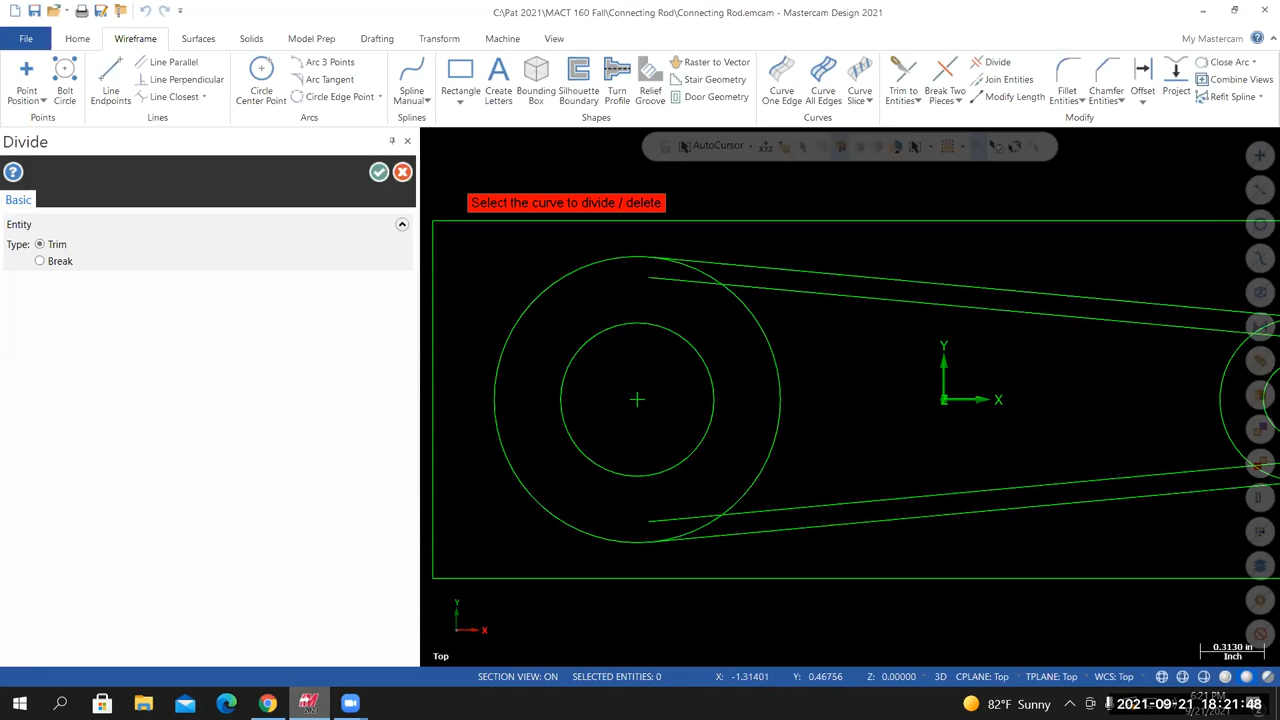 C:\Pat 2021\MACT 160 Fall\Connecting Rod\Connecting Rod.emcam - Mastercam Design 2021
File Home Wireframe Surfaces Solids Model Prep Drafting Transform Machine View My Mastercam
Line Parallel Arc 3 Points Raster to Vector Divide Close Arc
Line Perpendicular Arc Tangent Stair Geometry Join Entities Combine Views
Point Position Bolt Circle Line Endpoints Line Closest Circle Center Point Circle Edge Point Spline Manual Rectangle Create Letters Bounding Box Silhouette Boundary Turn Profile Relief Groove Door Geometry Curve One Edge Curve All Edges Curve Slice Trim to Entities Break Two Pieces Modify Length Fillet Entities Chamfer Entities Offset Project Refit Spline
Points Lines Arcs Splines Shapes Curves Modify
Divide
AutoCursor
Basic
Select the curve to divide / delete
Entity
Type: Trim
Break
Y
Z X
Y
X
0.3130 in
Inch
Top
SECTION VIEW: ON SELECTED ENTITIES: 0 X: -1.31401 Y: 0.46756 Z: 0.00000 3D CPLANE: Top TPLANE: Top WCS: Top
82°F Sunny
6:21 PM
9/21/2021
2021-09-21 18:21:48